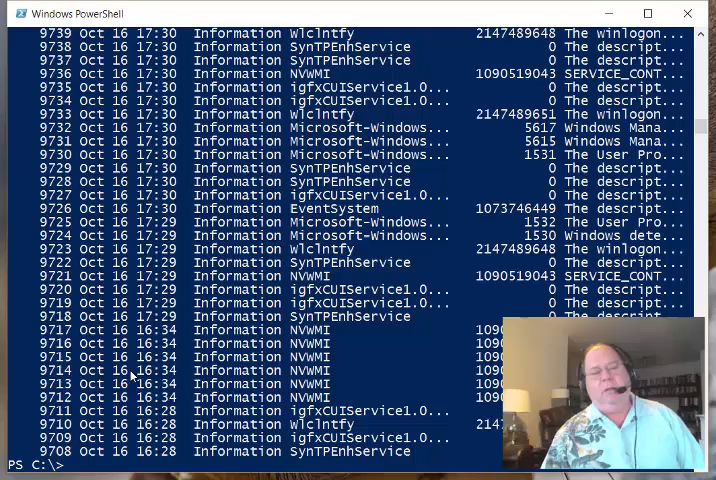 Windows PowerShell
9739 Oct 16 17:30 Information Wlclntfy 2147489648 The winlogon...
9738 Oct 16 17:30 Information SynTPEnhService 0 The descript...
9737 Oct 16 17:30 Information SynTPEnhService 0 The descript...
9736 Oct 16 17:30 Information NVWMI 1090519043 SERVICE_CONT...
9735 Oct 16 17:30 Information igfxCUIService1.0... 0 The descript...
9734 Oct 16 17:30 Information igfxCUIService1.0... 0 The descript...
9733 Oct 16 17:30 Information Wlclntfy 2147489651 The winlogon...
9732 Oct 16 17:30 Information Microsoft-Windows... 5617 Windows Mana...
9731 Oct 16 17:30 Information Microsoft-Windows... 5615 Windows Mana...
9730 Oct 16 17:30 Information Microsoft-Windows... 1531 The User Pro...
9729 Oct 16 17:30 Information SynTPEnhService 0 The descript...
9728 Oct 16 17:30 Information SynTPEnhService 0 The descript...
9727 Oct 16 17:30 Information igfxCUIService1.0... 0 The descript...
9726 Oct 16 17:30 Information EventSystem 1073746449 The descript...
9725 Oct 16 17:29 Information Microsoft-Windows... 1532 The User Pro...
9724 Oct 16 17:29 Information Microsoft-Windows... 1530 Windows dete...
9723 Oct 16 17:29 Information Wlclntfy 2147489648 The winlogon...
9722 Oct 16 17:29 Information SynTPEnhService 0 The descript...
9721 Oct 16 17:29 Information NVWMI 1090519043 SERVICE_CONT...
9720 Oct 16 17:29 Information igfxCUIService1.0... 0 The descript...
9719 Oct 16 17:29 Information igfxCUIService1.0... 0 The descript...
9718 Oct 16 17:29 Information SynTPEnhService 0 The descript...
9717 Oct 16 16:34 Information NVWMI 1090
9716 Oct 16 16:34 Information NVWMI 1090
9715 Oct 16 16:34 Information NVWMI 1090
9714 Oct 16 16:34 Information NVWMI 1090
9713 Oct 16 16:34 Information NVWMI 1090
9712 Oct 16 16:34 Information NVWMI 1090
9711 Oct 16 16:28 Information igfxCUIService1.0...
9710 Oct 16 16:28 Information Wlclntfy 2147
9709 Oct 16 16:28 Information igfxCUIService1.0...
9708 Oct 16 16:28 Information SynTPEnhService
PS C:\>